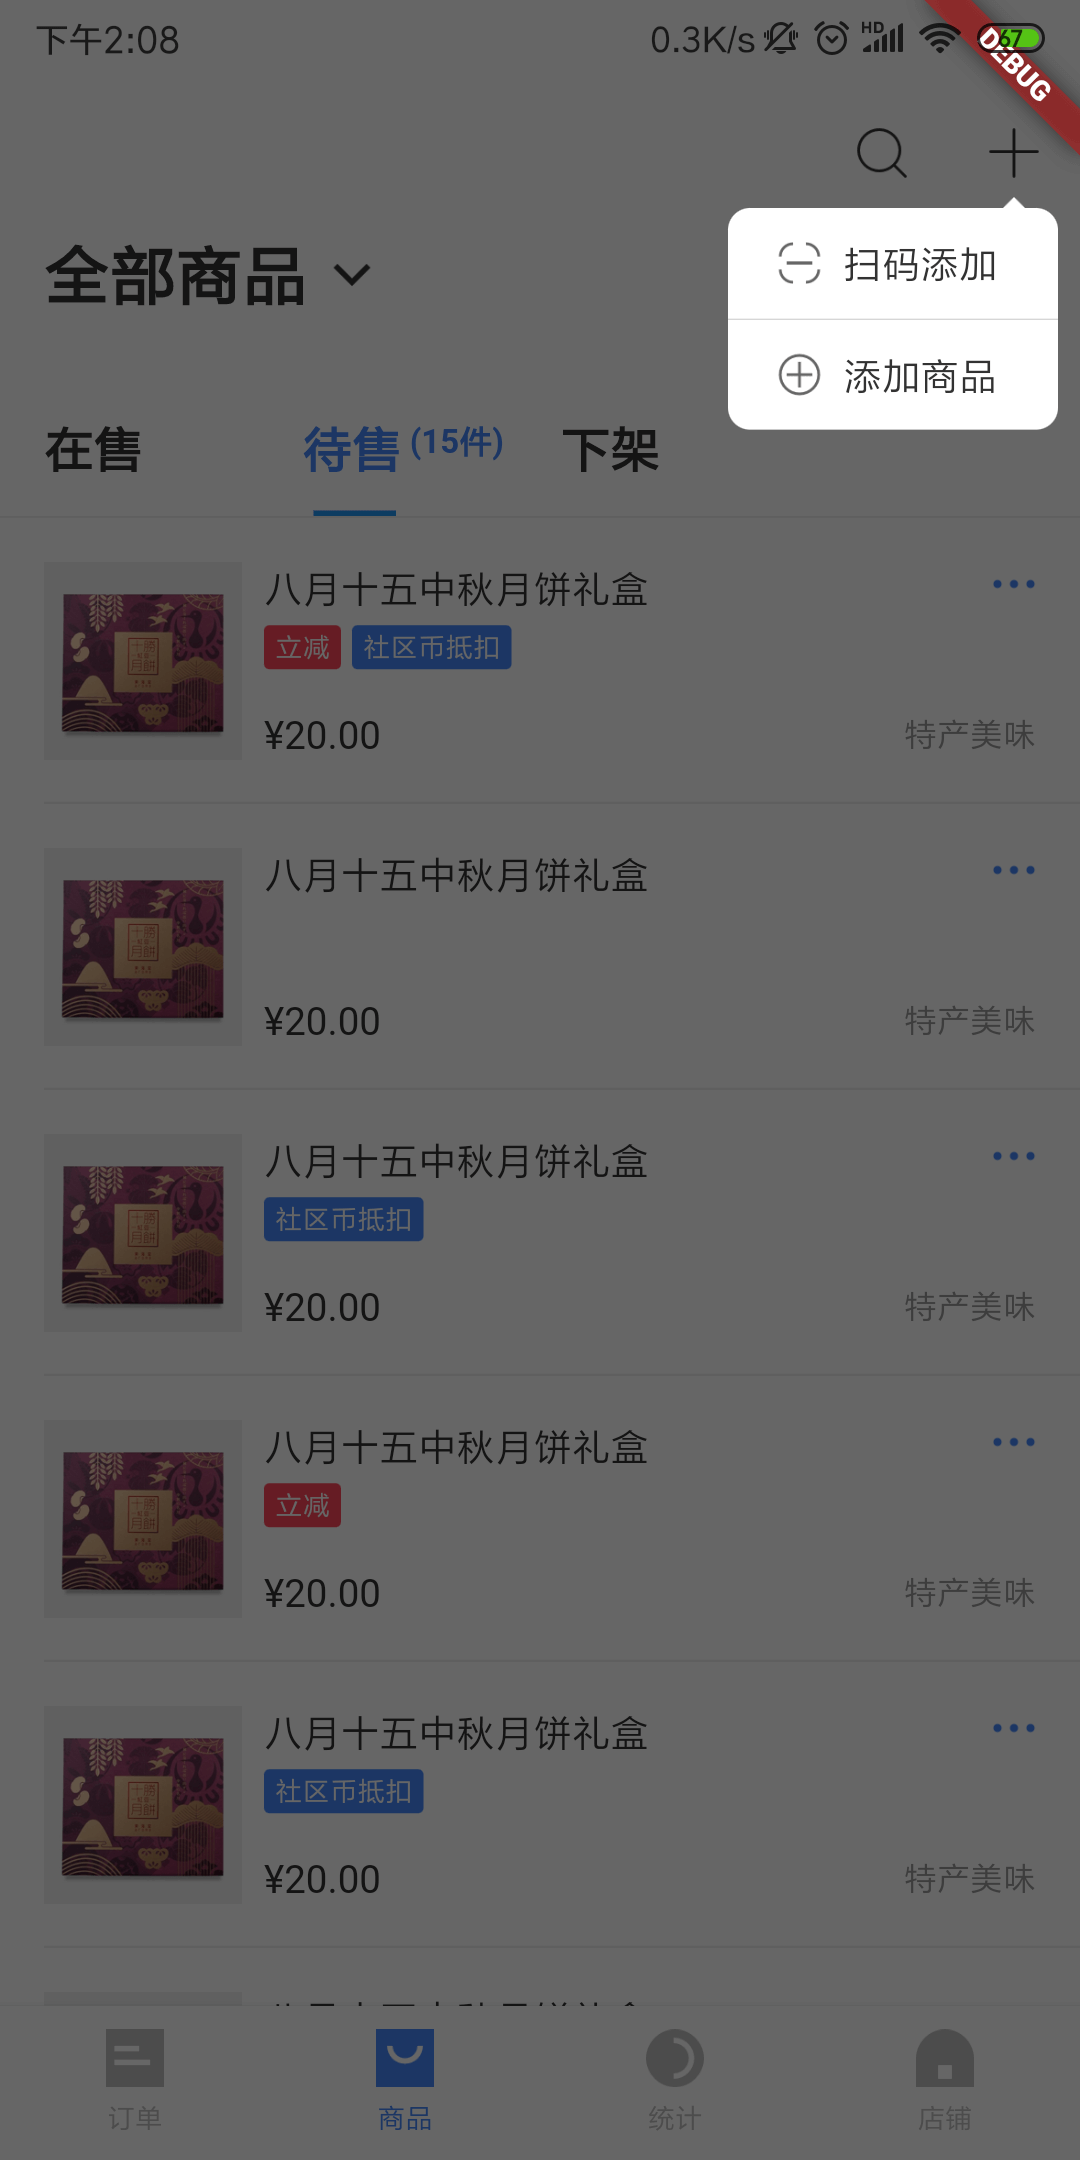 下午2:08 0.3K/s HD 67
DEBUG
扫码添加
全部商品
添加商品
在售 待售 (15件) 下架
八月十五中秋月饼礼盒
立减 社区币抵扣
¥20.00 特产美味
八月十五中秋月饼礼盒
¥20.00 特产美味
八月十五中秋月饼礼盒
社区币抵扣
¥20.00 特产美味
八月十五中秋月饼礼盒
立减
¥20.00 特产美味
八月十五中秋月饼礼盒
社区币抵扣
¥20.00 特产美味
订单 商品 统计 店铺